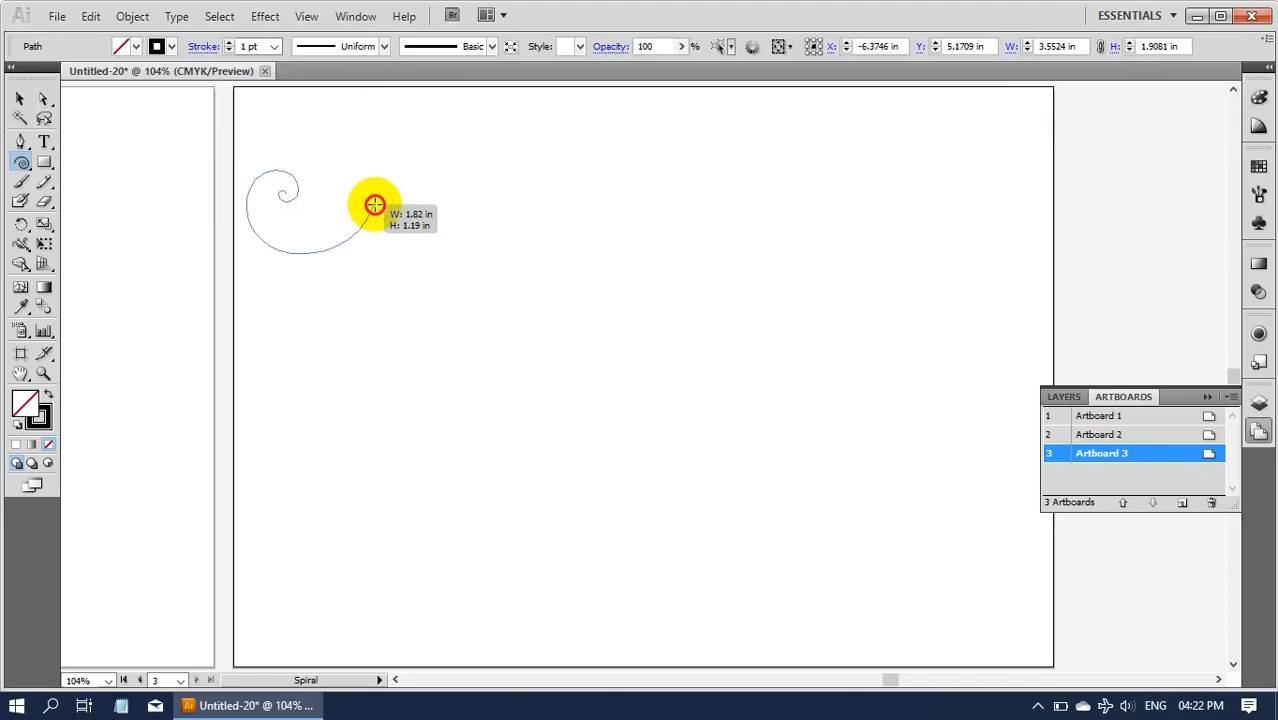 Ai File Edit Object Type Select Effect View Window Help Br ESSENTIALS
Path Stroke: 1 pt Uniform Basic Style: Opacity: 100 % X: -6.3746 in Y: 5.1709 in W: 3.5524 in H: 1.9081 in
Untitled-20* @ 104% (CMYK/Preview)
T
W: 1.82 in
H: 1.19 in
LAYERS ARTBOARDS
1 Artboard 1
2 Artboard 2
3 Artboard 3
3 Artboards
104% 3 Spiral
Ai Untitled-20* @ 104% ... ENG 04:22 PM